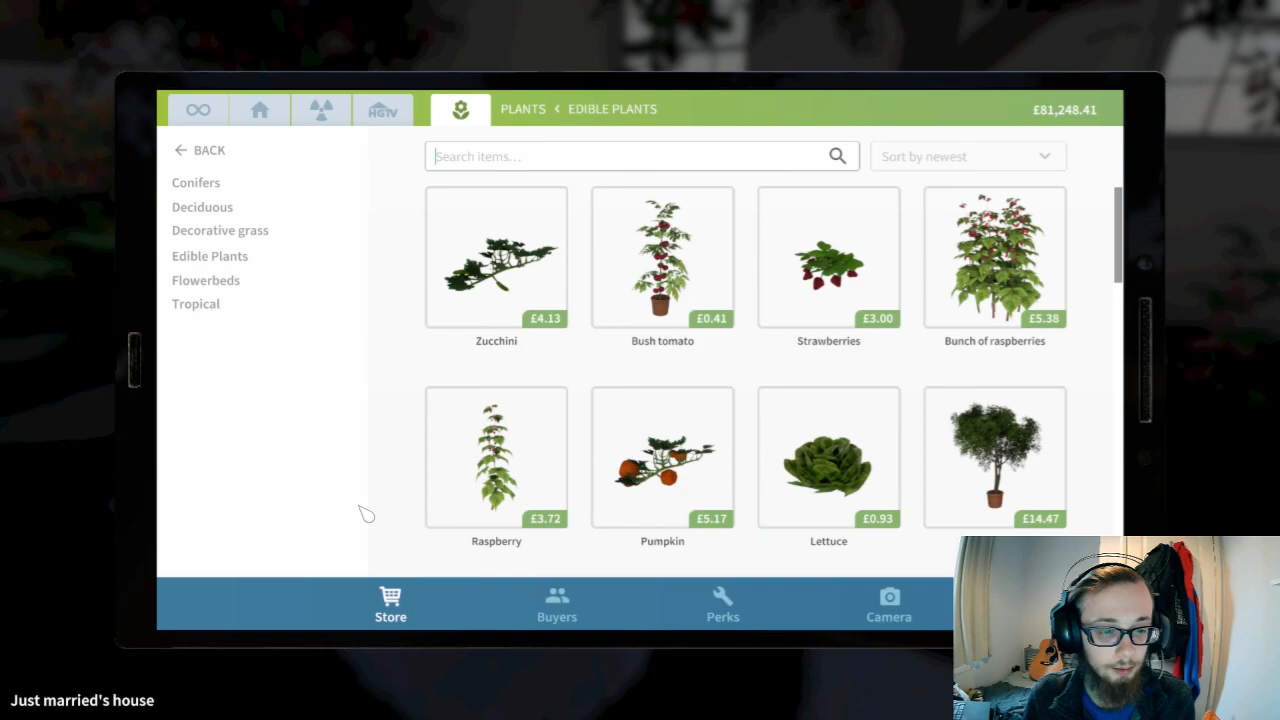 HGTV
PLANTS < EDIBLE PLANTS
£81,248.41
BACK
Search items...
Sort by newest
Conifers
Deciduous
Decorative grass
Edible Plants
Flowerbeds
Tropical
£4.13
£0.41
£3.00
£5.38
Zucchini
Bush tomato
Strawberries
Bunch of raspberries
£3.72
£5.17
£0.93
£14.47
Raspberry
Pumpkin
Lettuce
Store
Buyers
Perks
Camera
Just married's house